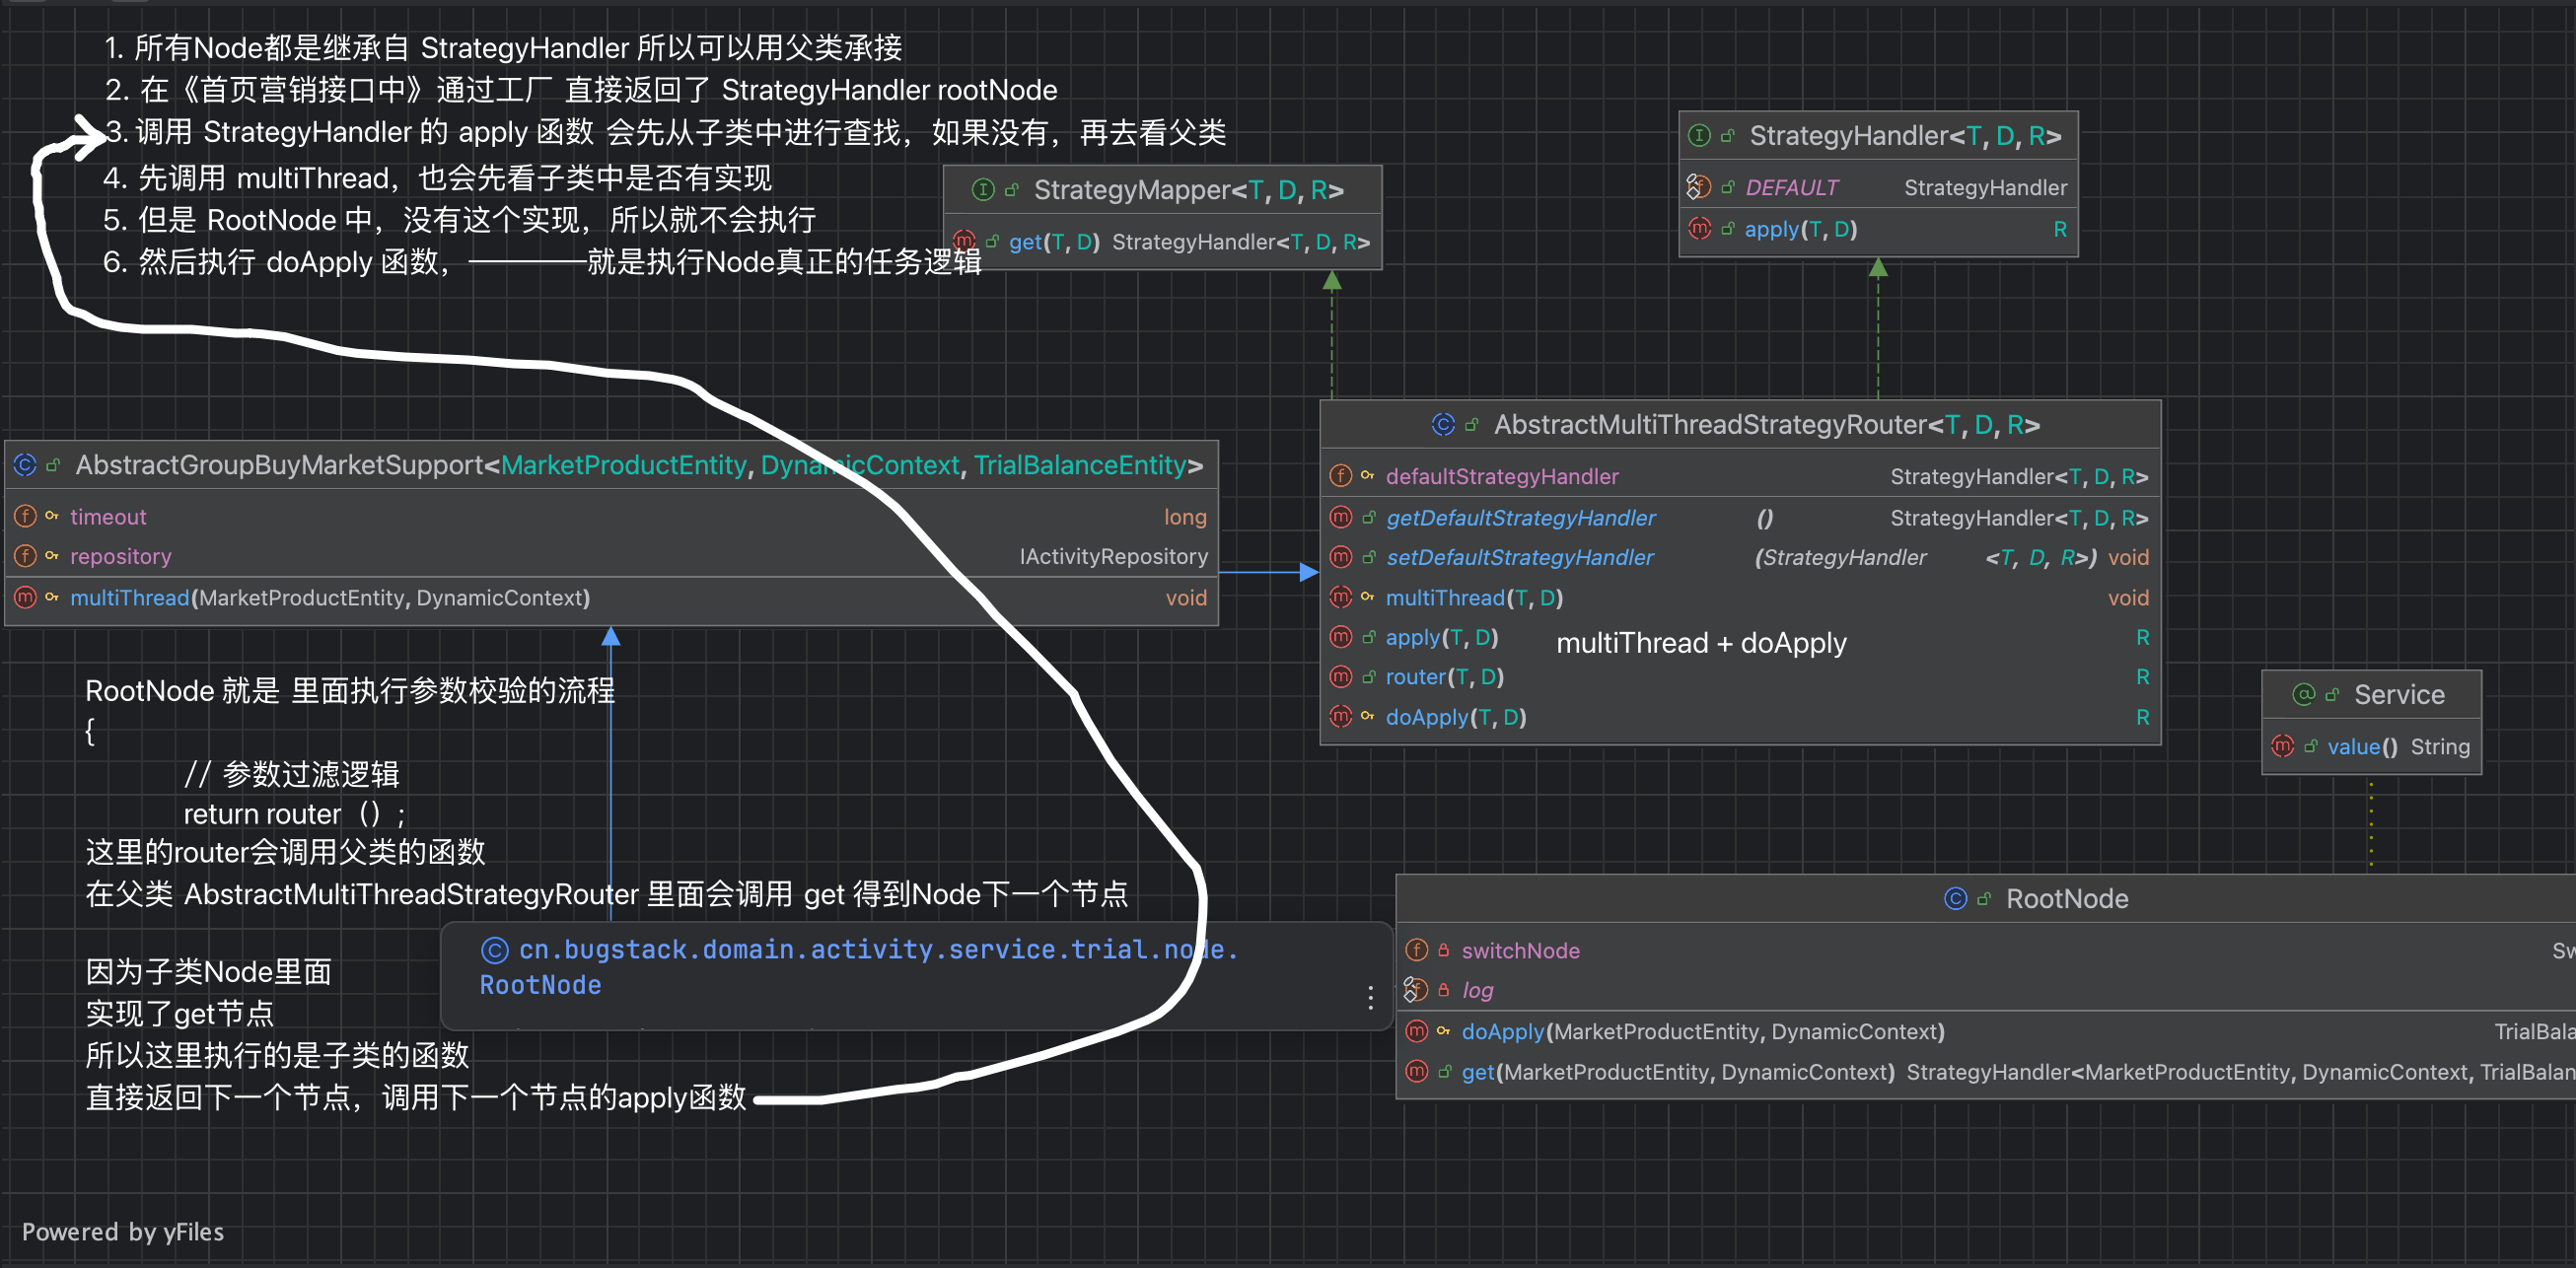 1. 所有Node都是继承自 StrategyHandler 所以可以用父类承接
2. 在《首页营销接口中》通过工厂 直接返回了 StrategyHandler rootNode
3. 调用 StrategyHandler 的 apply 函数 会先从子类中进行查找，如果没有，再去看父类
4. 先调用 multiThread，也会先看子类中是否有实现
5. 但是 RootNode 中，没有这个实现，所以就不会执行
6. 然后执行 doApply 函数，————就是执行Node真正的任务逻辑
StrategyMapper<T, D, R>
get(T, D) StrategyHandler<T, D, R>
StrategyHandler<T, D, R>
DEFAULT StrategyHandler
apply(T, D) R
AbstractGroupBuyMarketSupport<MarketProductEntity, DynamicContext, TrialBalanceEntity>
timeout long
repository IActivityRepository
multiThread(MarketProductEntity, DynamicContext) void
AbstractMultiThreadStrategyRouter<T, D, R>
defaultStrategyHandler StrategyHandler<T, D, R>
getDefaultStrategyHandler () StrategyHandler<T, D, R>
setDefaultStrategyHandler (StrategyHandler <T, D, R>) void
multiThread(T, D) void
apply(T, D) multiThread + doApply R
router(T, D) R
doApply(T, D) R
Service
value() String
RootNode 就是 里面执行参数校验的流程
{
// 参数过滤逻辑
return router（）;
这里的router会调用父类的函数
在父类 AbstractMultiThreadStrategyRouter 里面会调用 get 得到Node下一个节点
因为子类Node里面
实现了get节点
所以这里执行的是子类的函数
直接返回下一个节点，调用下一个节点的apply函数
cn.bugstack.domain.activity.service.trial.node.
RootNode
RootNode
switchNode Sw
log
doApply(MarketProductEntity, DynamicContext) TrialBala
get(MarketProductEntity, DynamicContext) StrategyHandler<MarketProductEntity, DynamicContext, TrialBalan
Powered by yFiles